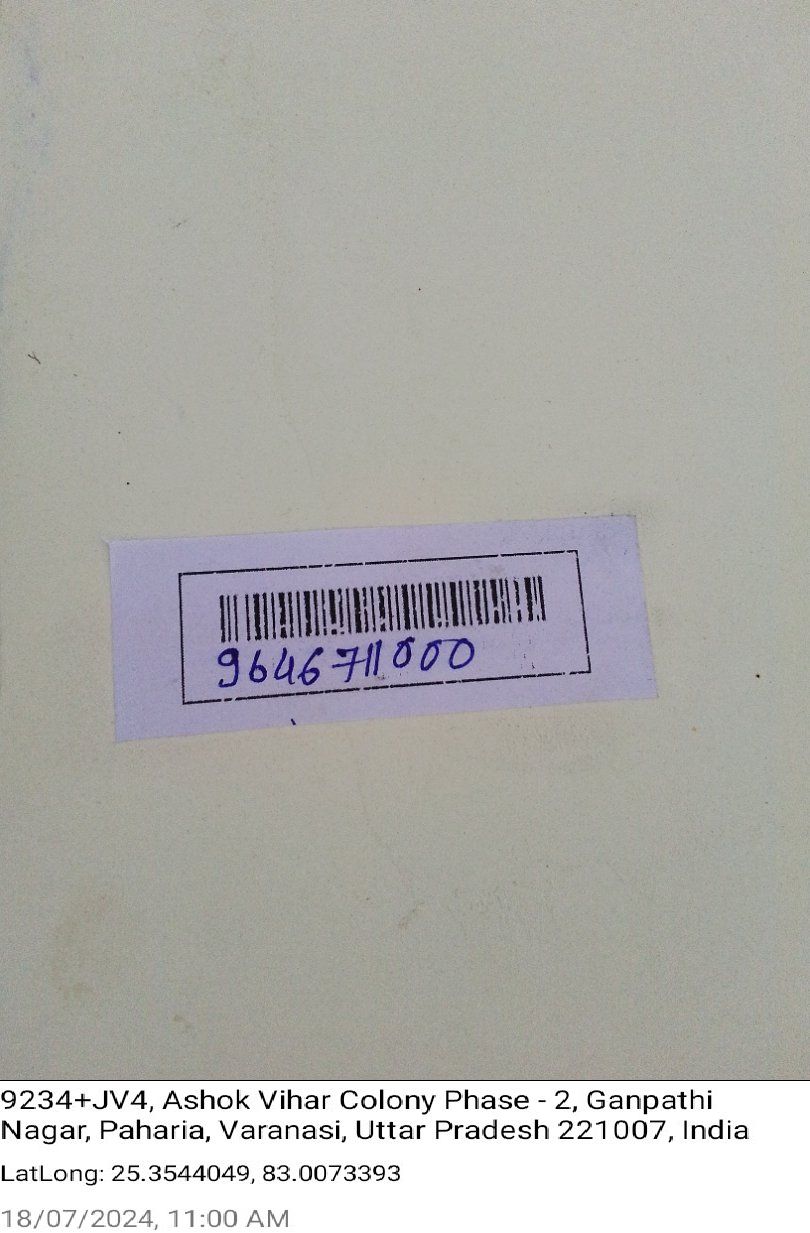 9646711000
9234+JV4, Ashok Vihar Colony Phase - 2, Ganpathi
Nagar, Paharia, Varanasi, Uttar Pradesh 221007, India
LatLong: 25.3544049, 83.0073393
18/07/2024, 11:00 AM